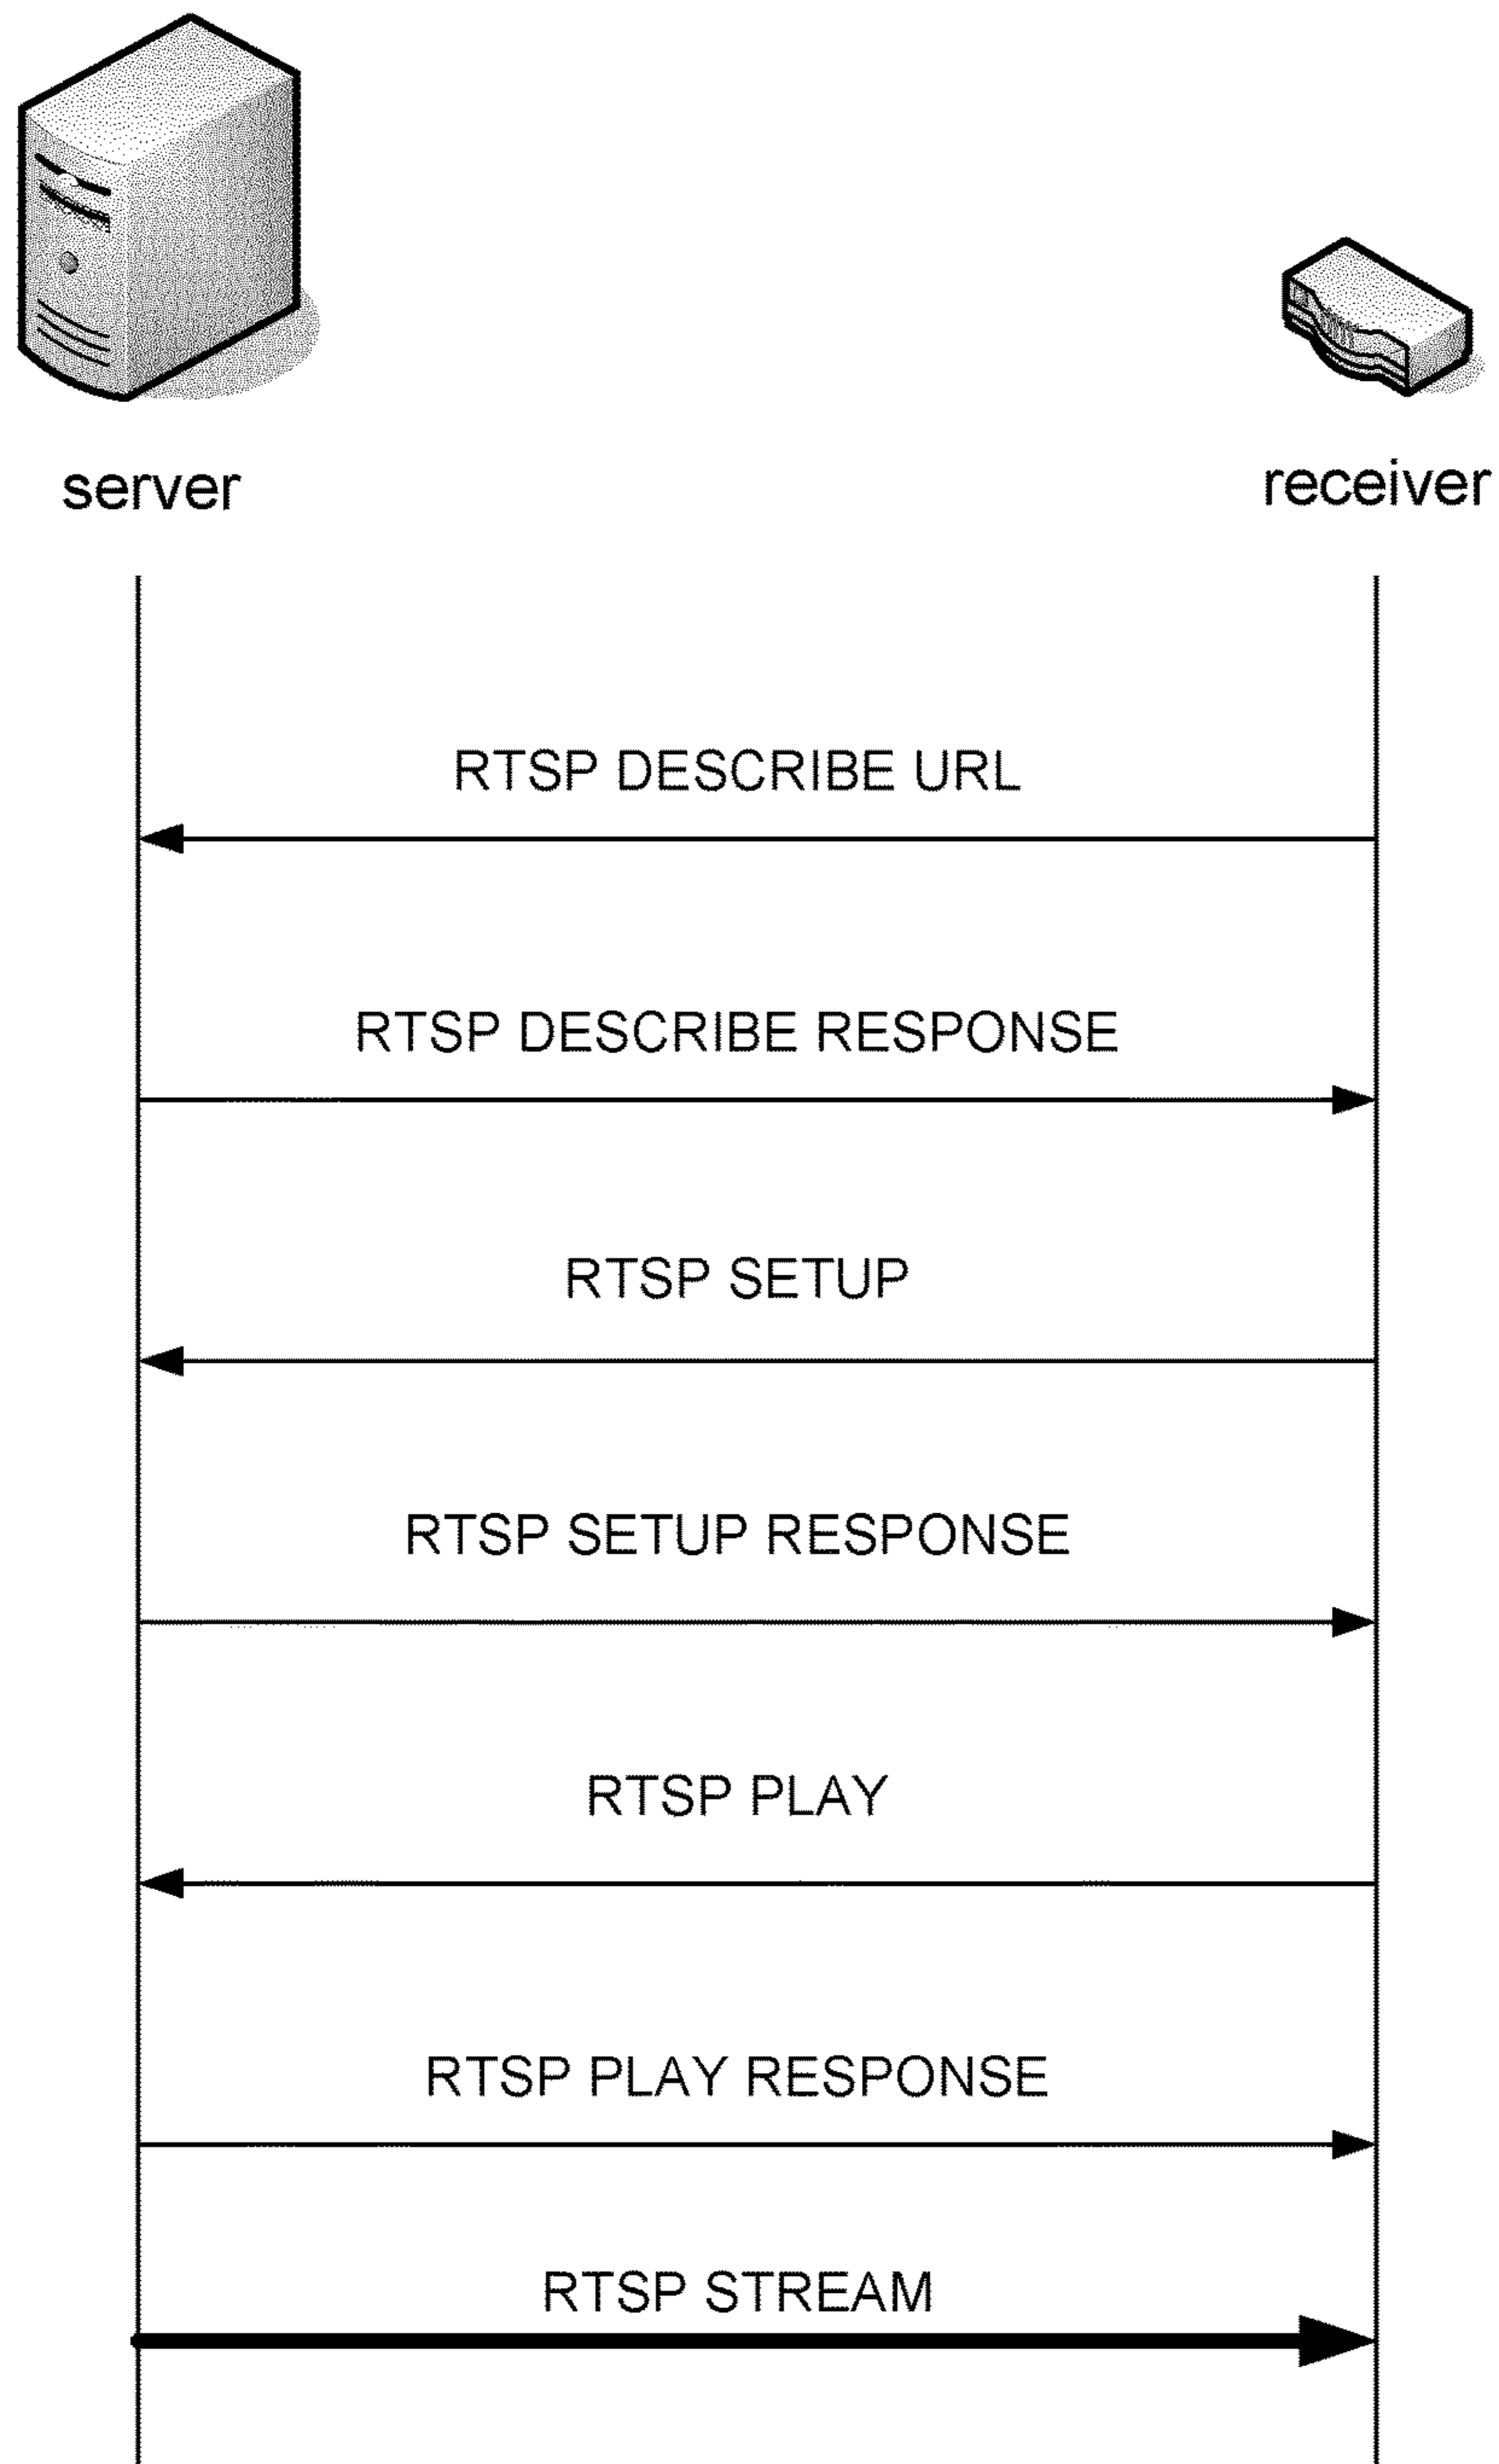 server
receiver
RTSP DESCRIBE URL
RTSP DESCRIBE RESPONSE
RTSP SETUP
RTSP SETUP RESPONSE
RTSP PLAY
RTSP PLAY RESPONSE
RTSP STREAM